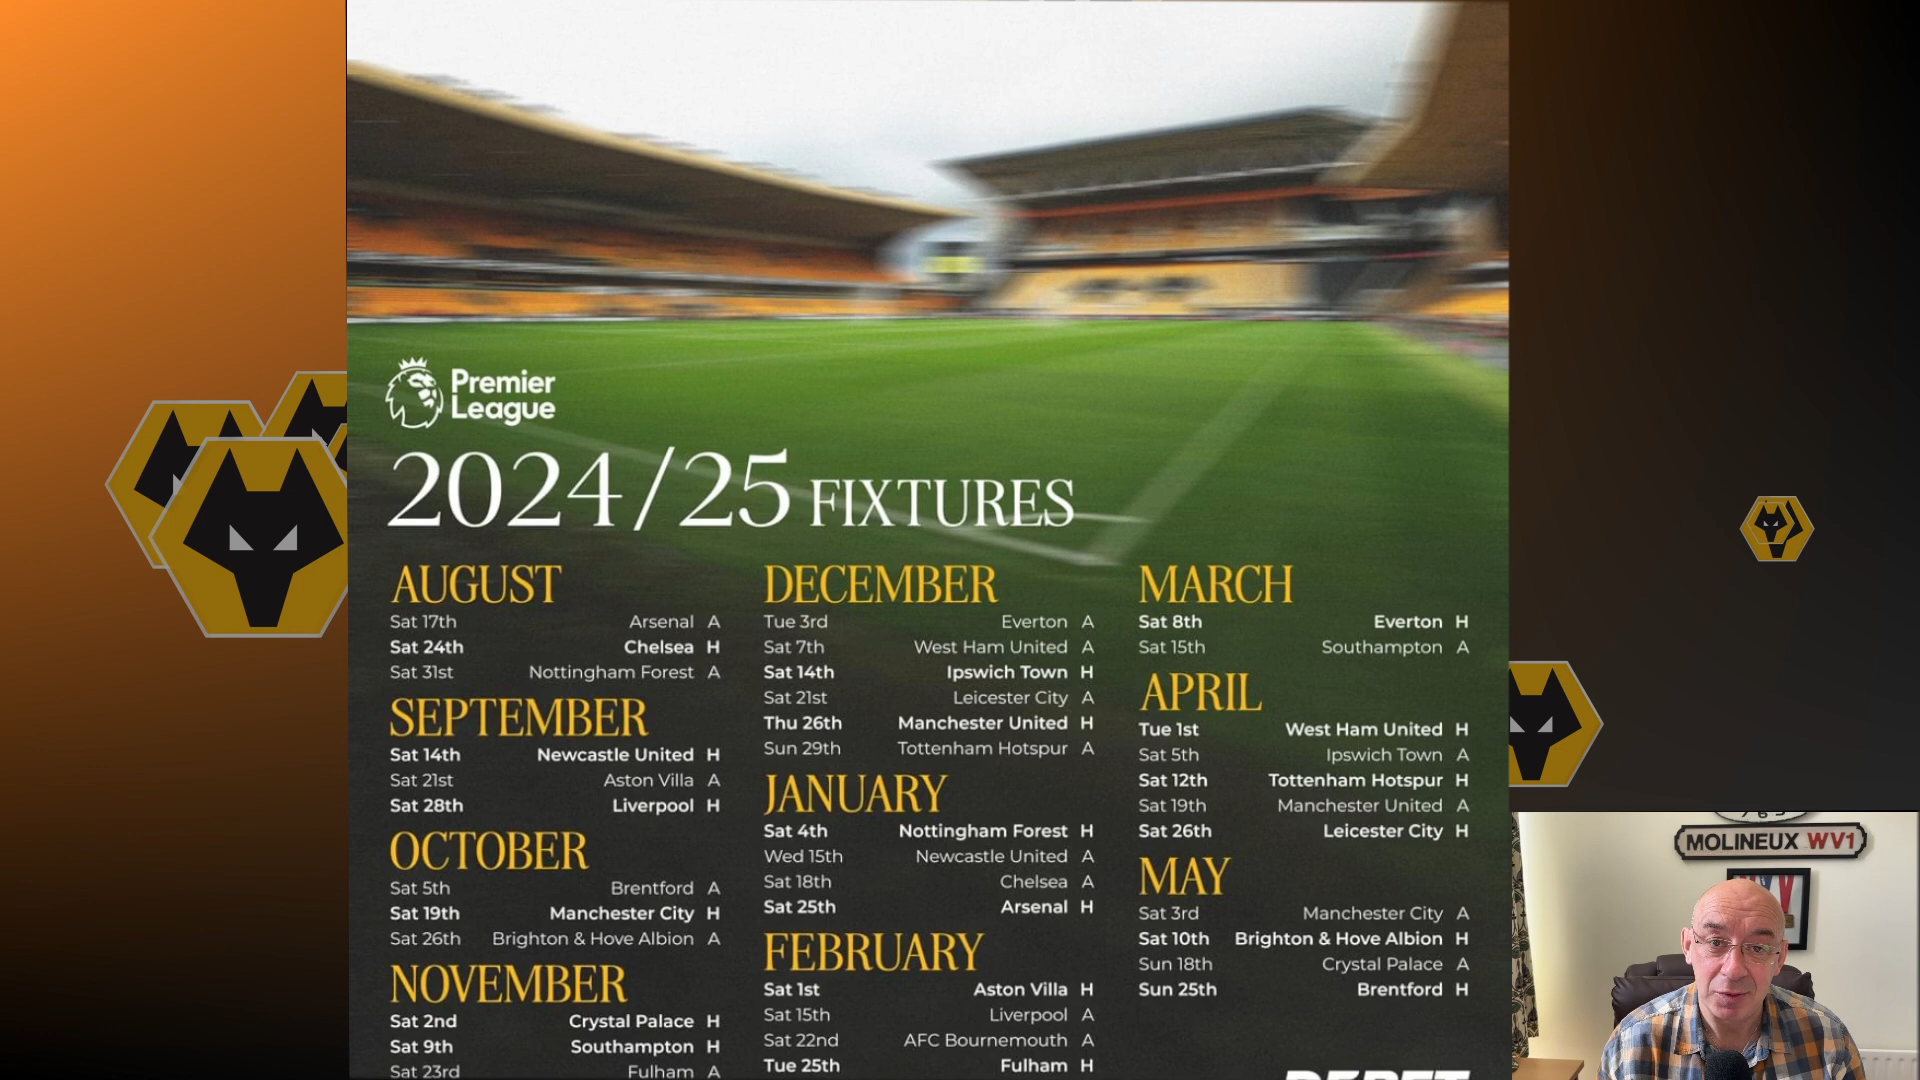 Premier
League
2024/25 FIXTURES
AUGUST
Sat 17th Arsenal A
Sat 24th Chelsea H
Sat 31st Nottingham Forest A
SEPTEMBER
Sat 14th Newcastle United H
Sat 21st Aston Villa A
Sat 28th Liverpool H
OCTOBER
Sat 5th Brentford A
Sat 19th Manchester City H
Sat 26th Brighton & Hove Albion A
NOVEMBER
Sat 2nd Crystal Palace H
Sat 9th Southampton H
Sat 23rd Fulham A
DECEMBER
Tue 3rd Everton A
Sat 7th West Ham United A
Sat 14th Ipswich Town H
Sat 21st Leicester City A
Thu 26th Manchester United H
Sun 29th Tottenham Hotspur A
JANUARY
Sat 4th Nottingham Forest H
Wed 15th Newcastle United A
Sat 18th Chelsea A
Sat 25th Arsenal H
FEBRUARY
Sat 1st Aston Villa H
Sat 15th Liverpool A
Sat 22nd AFC Bournemouth A
Tue 25th Fulham H
MARCH
Sat 8th Everton H
Sat 15th Southampton A
APRIL
Tue 1st West Ham United H
Sat 5th Ipswich Town A
Sat 12th Tottenham Hotspur H
Sat 19th Manchester United A
Sat 26th Leicester City H
MAY
Sat 3rd Manchester City A
Sat 10th Brighton & Hove Albion H
Sun 18th Crystal Palace A
Sun 25th Brentford H
MOLINEUX WV1